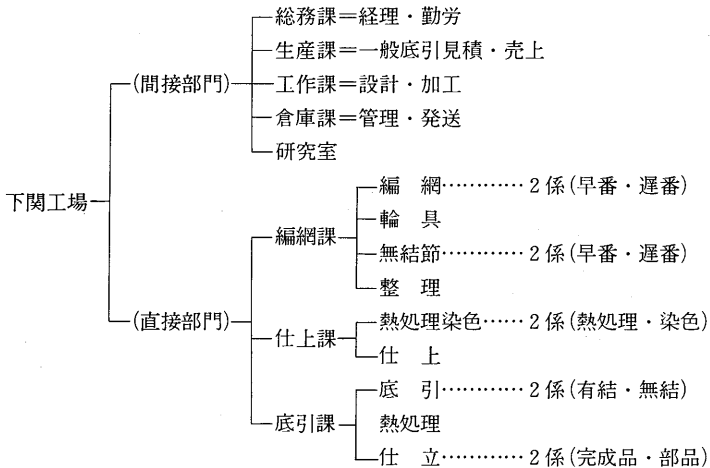 総務課＝経理・勤労
生産課＝一般底引見積・売上
(間接部門)
工作課＝設計・加工
倉庫課＝管理・発送
研究室
編　網…………２係(早番・遅番)
下関工場
輪　具
編網課
無結節…………２係(早番・遅番)
整　理
(直接部門)
熱処理染色……２係(熱処理・染色)
仕上課
仕　上
底　引…………２係(有結・無結)
底引課
熱処理
仕　立…………２係(完成品・部品)